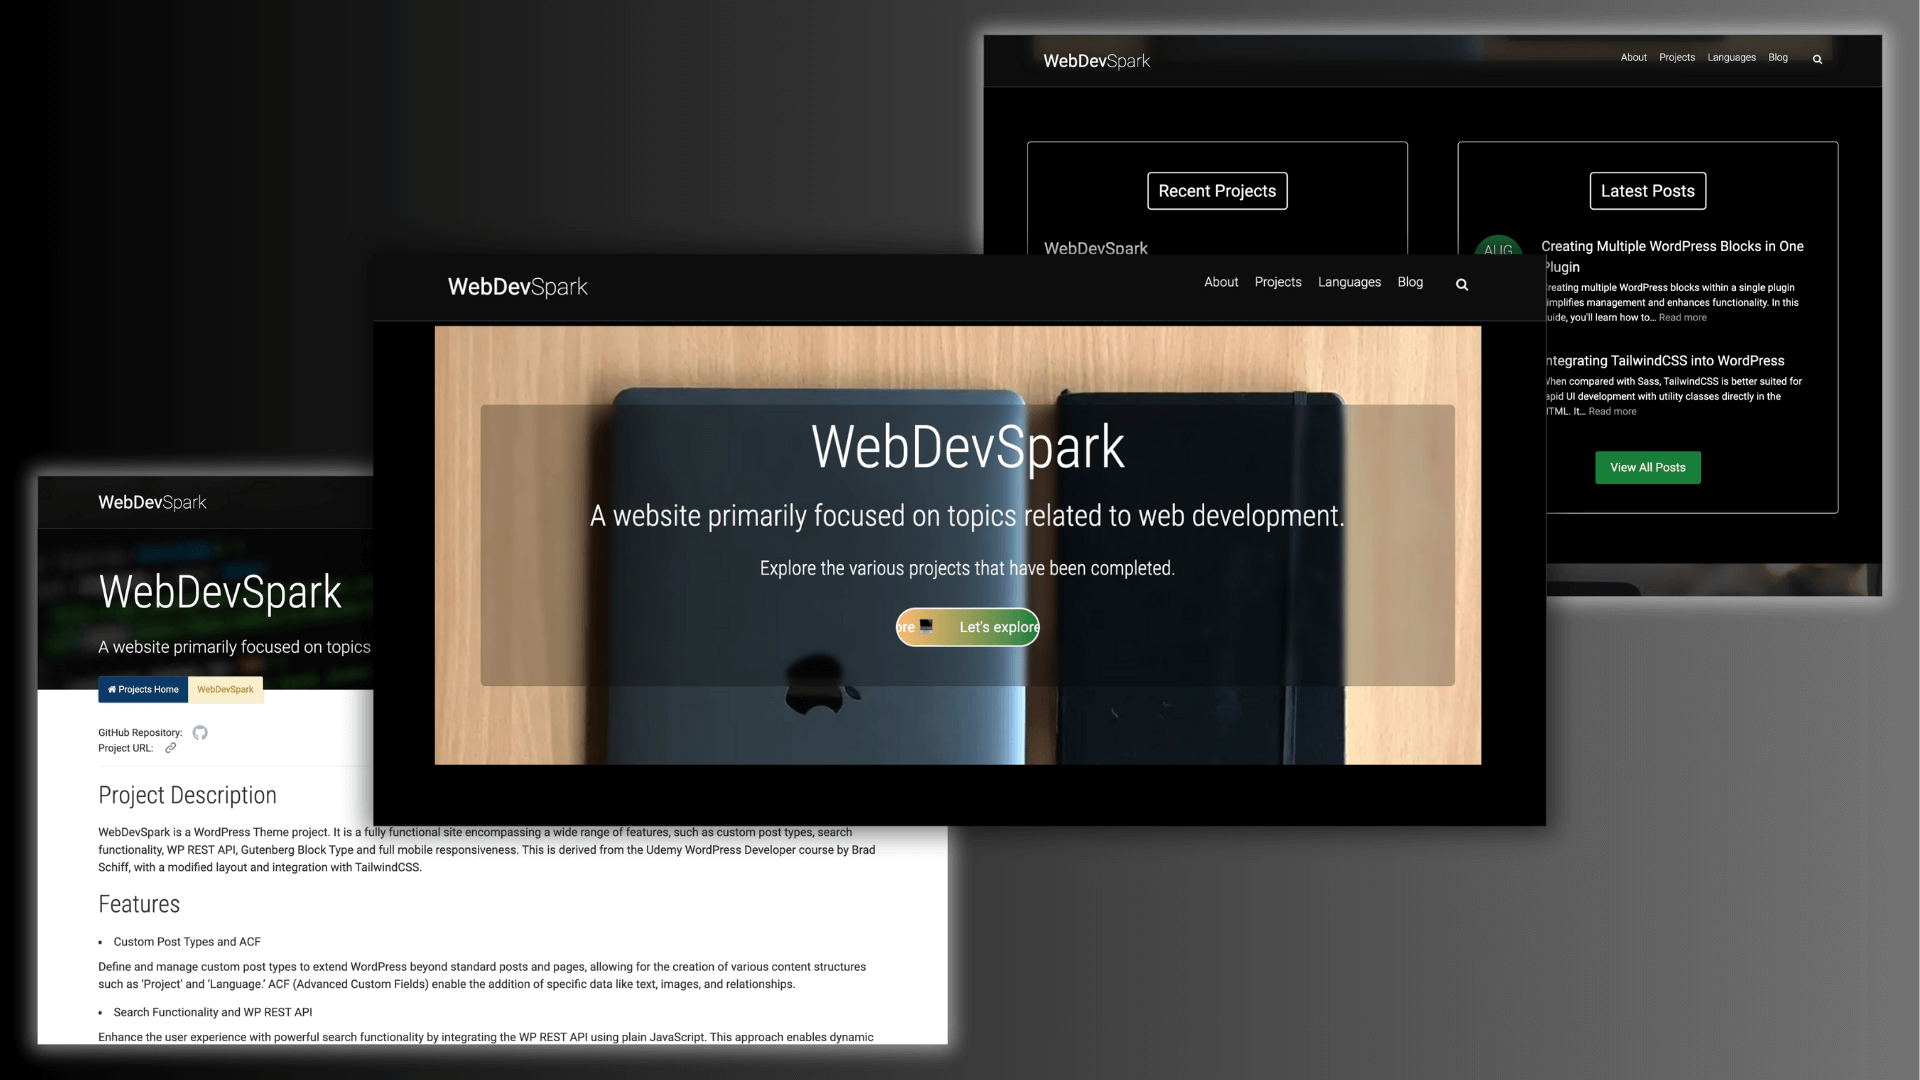 WebDevSpark
About Projects Languages Blog
Recent Projects
WebDevSpark
Latest Posts
AUG
Creating Multiple WordPress Blocks in One
Plugin
reating multiple WordPress blocks within a single plugin
implifies management and enhances functionality. In this
uide, you'll learn how to... Read more
ntegrating TailwindCSS into WordPress
When compared with Sass, TailwindCSS is better suited for
apid UI development with utility classes directly in the
HTML. It... Read more
View All Posts
WebDevSpark
About Projects Languages Blog
WebDevSpark
A website primarily focused on topics related to web development.
Explore the various projects that have been completed.
ore Let's explore
WebDevSpark
WebDevSpark
A website primarily focused on topics
Projects Home WebDevSpark
GitHub Repository:
Project URL:
Project Description
WebDevSpark is a WordPress Theme project. It is a fully functional site encompassing a wide range of features, such as custom post types, search
functionality, WP REST API, Gutenberg Block Type and full mobile responsiveness. This is derived from the Udemy WordPress Developer course by Brad
Schiff, with a modified layout and integration with TailwindCSS.
Features
• Custom Post Types and ACF
Define and manage custom post types to extend WordPress beyond standard posts and pages, allowing for the creation of various content structures
such as ‘Project’ and ‘Language.’ ACF (Advanced Custom Fields) enable the addition of specific data like text, images, and relationships.
• Search Functionality and WP REST API
Enhance the user experience with powerful search functionality by integrating the WP REST API using plain JavaScript. This approach enables dynamic